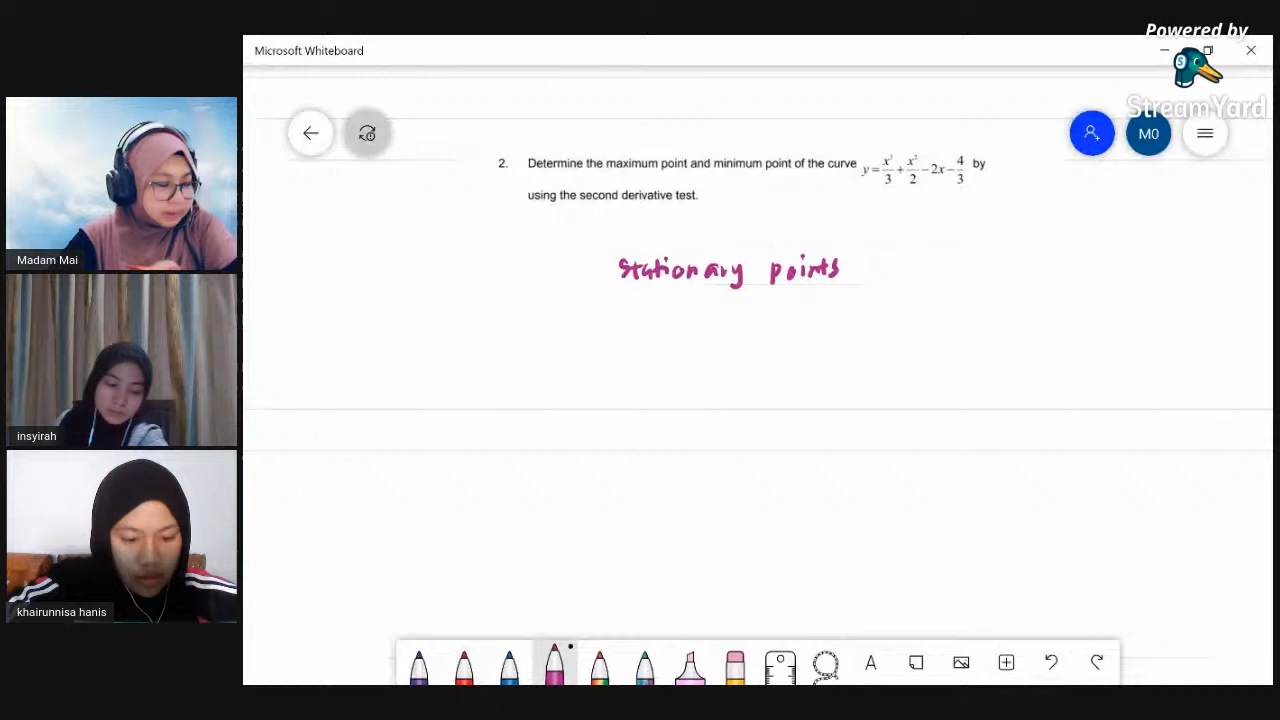 Powered by
Microsoft Whiteboard
StreamYard
M0
2. Determine the maximum point and minimum point of the curve y = x³/3 + x²/2 − 2x − 4/3 by
using the second derivative test.
Stationary points
Madam Mai
insyirah
khairunnisa hanis
A